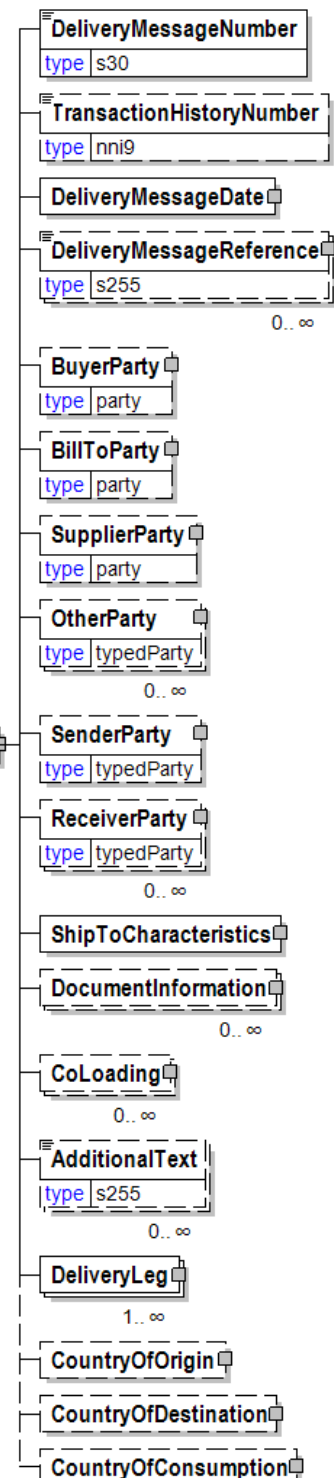 DeliveryMessageNumber
type s30
TransactionHistoryNumber
type nni9
DeliveryMessageDate
DeliveryMessageReference
type s255
0.. ∞
BuyerParty
type party
BillToParty
type party
SupplierParty
type party
OtherParty
type typedParty
0.. ∞
SenderParty
type typedParty
ReceiverParty
type typedParty
0.. ∞
ShipToCharacteristics
DocumentInformation
0.. ∞
CoLoading
0.. ∞
AdditionalText
type s255
0.. ∞
DeliveryLeg
1.. ∞
CountryOfOrigin
CountryOfDestination
CountryOfConsumption